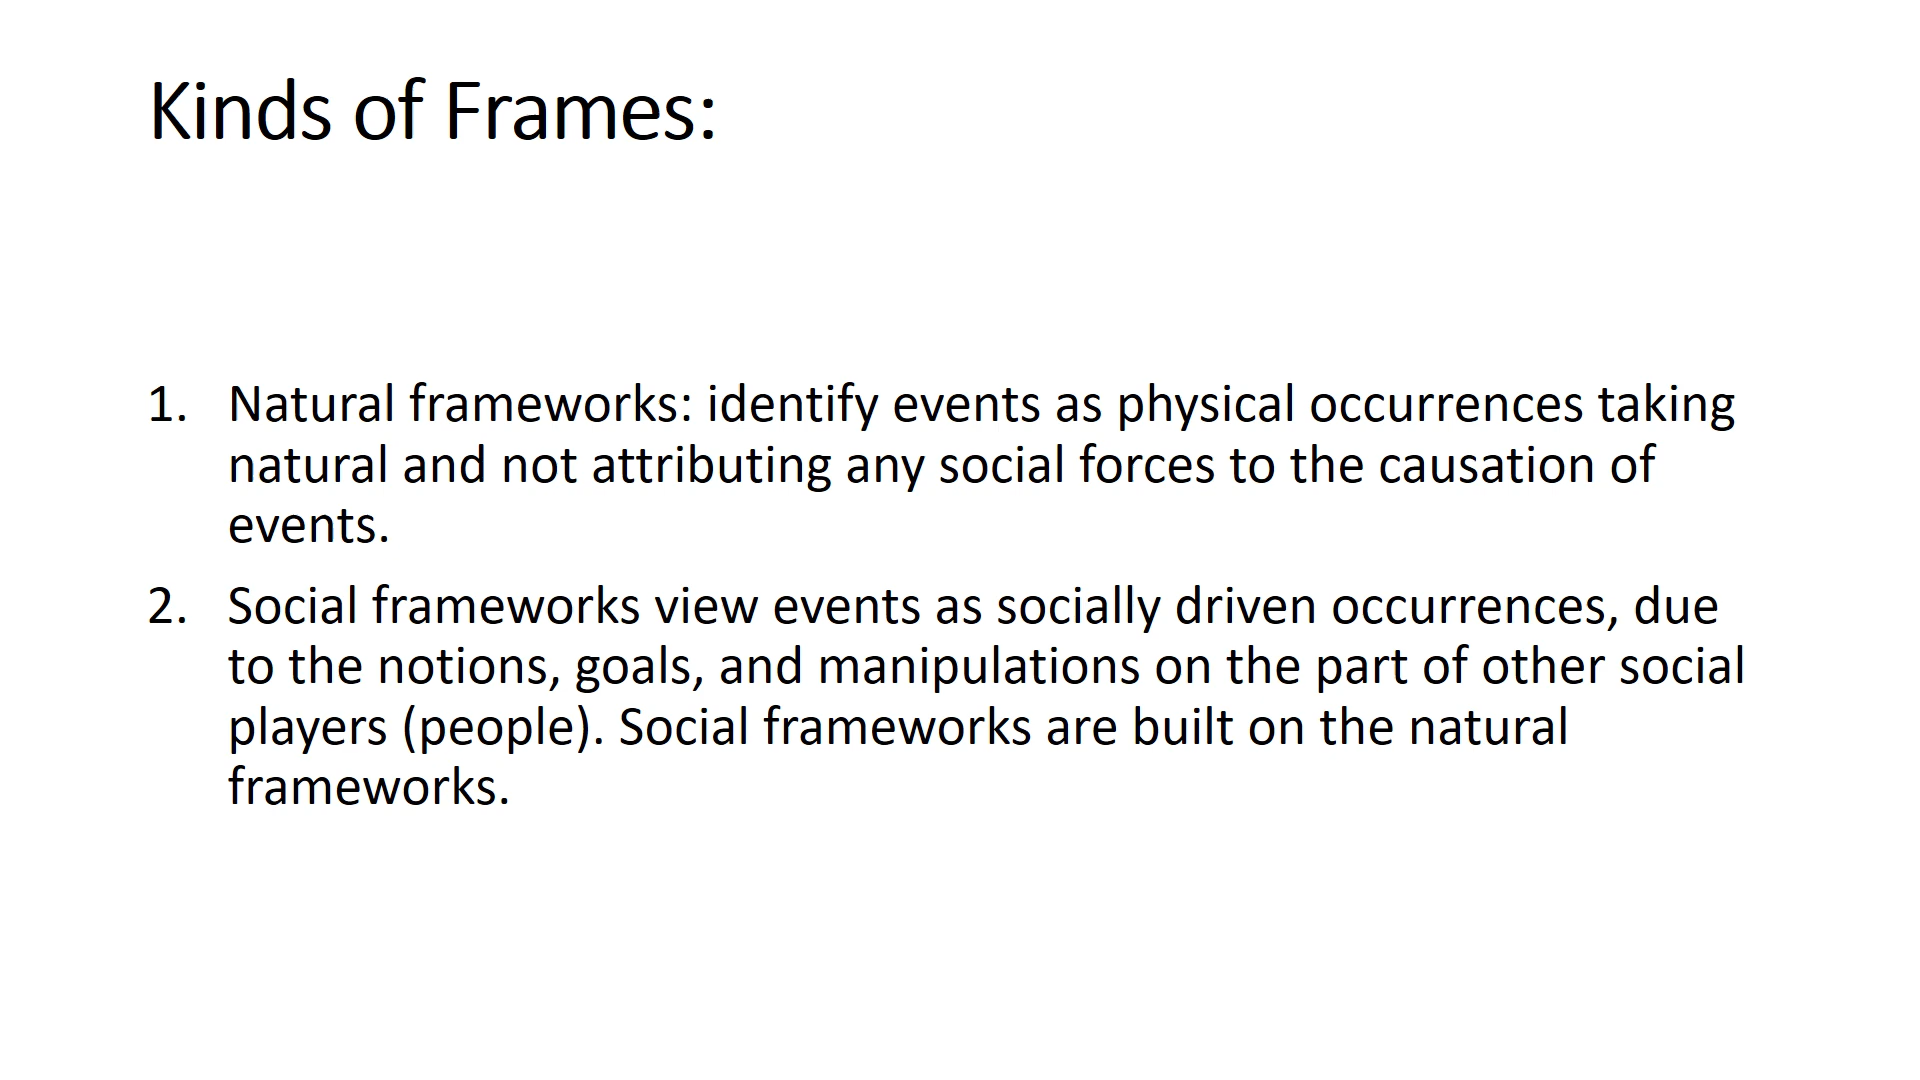 Kinds of Frames:
1. Natural frameworks: identify events as physical occurrences taking
natural and not attributing any social forces to the causation of
events.
2. Social frameworks view events as socially driven occurrences, due
to the notions, goals, and manipulations on the part of other social
players (people). Social frameworks are built on the natural
frameworks.